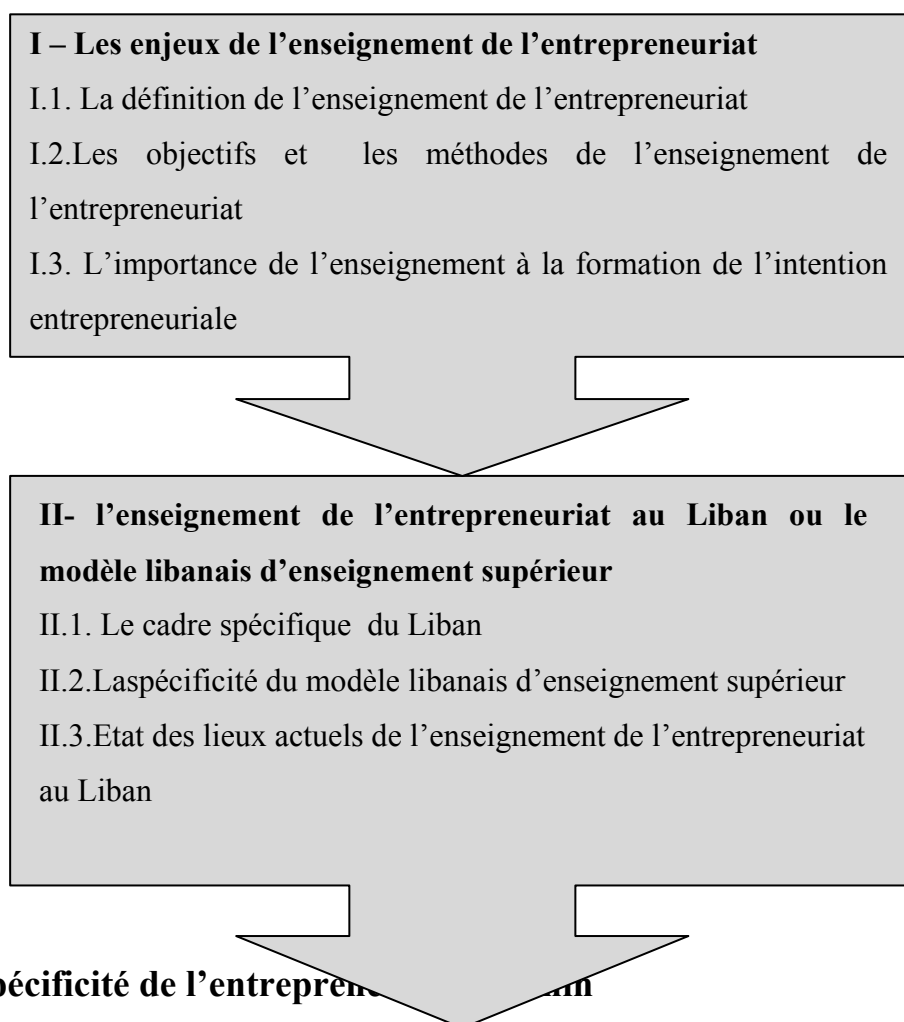 I – Les enjeux de l’enseignement de l’entrepreneuriat
I.1. La définition de l’enseignement de l’entrepreneuriat
I.2.Les objectifs et les méthodes de l’enseignement de
l’entrepreneuriat
I.3. L’importance de l’enseignement à la formation de l’intention
entrepreneuriale
II- l’enseignement de l’entrepreneuriat au Liban ou le
modèle libanais d’enseignement supérieur
II.1. Le cadre spécifique du Liban
II.2.Laspécificité du modèle libanais d’enseignement supérieur
II.3.Etat des lieux actuels de l’enseignement de l’entrepreneuriat
au Liban
de l’